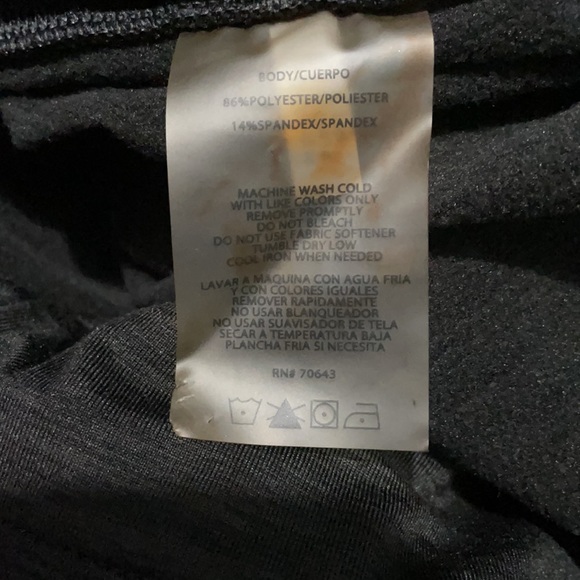 BODY/CUERPO
86%POLYESTER/POLIESTER
14%SPANDEX/SPANDEX
MACHINE WASH COLD
WITH LIKE COLORS ONLY
REMOVE PROMPTLY
DO NOT BLEACH
DO NOT USE FABRIC SOFTENER
TUMBLE DRY LOW
COOL IRON WHEN NEEDED
LAVAR A MAQUINA CON AGUA FRIA
Y CON COLORES IGUALES
REMOVER RAPIDAMENTE
NO USAR BLANQUEADOR
NO USAR SUAVISADOR DE TELA
SECAR A TEMPERATURA BAJA
PLANCHA FRIA SI NECESITA
RN# 70643